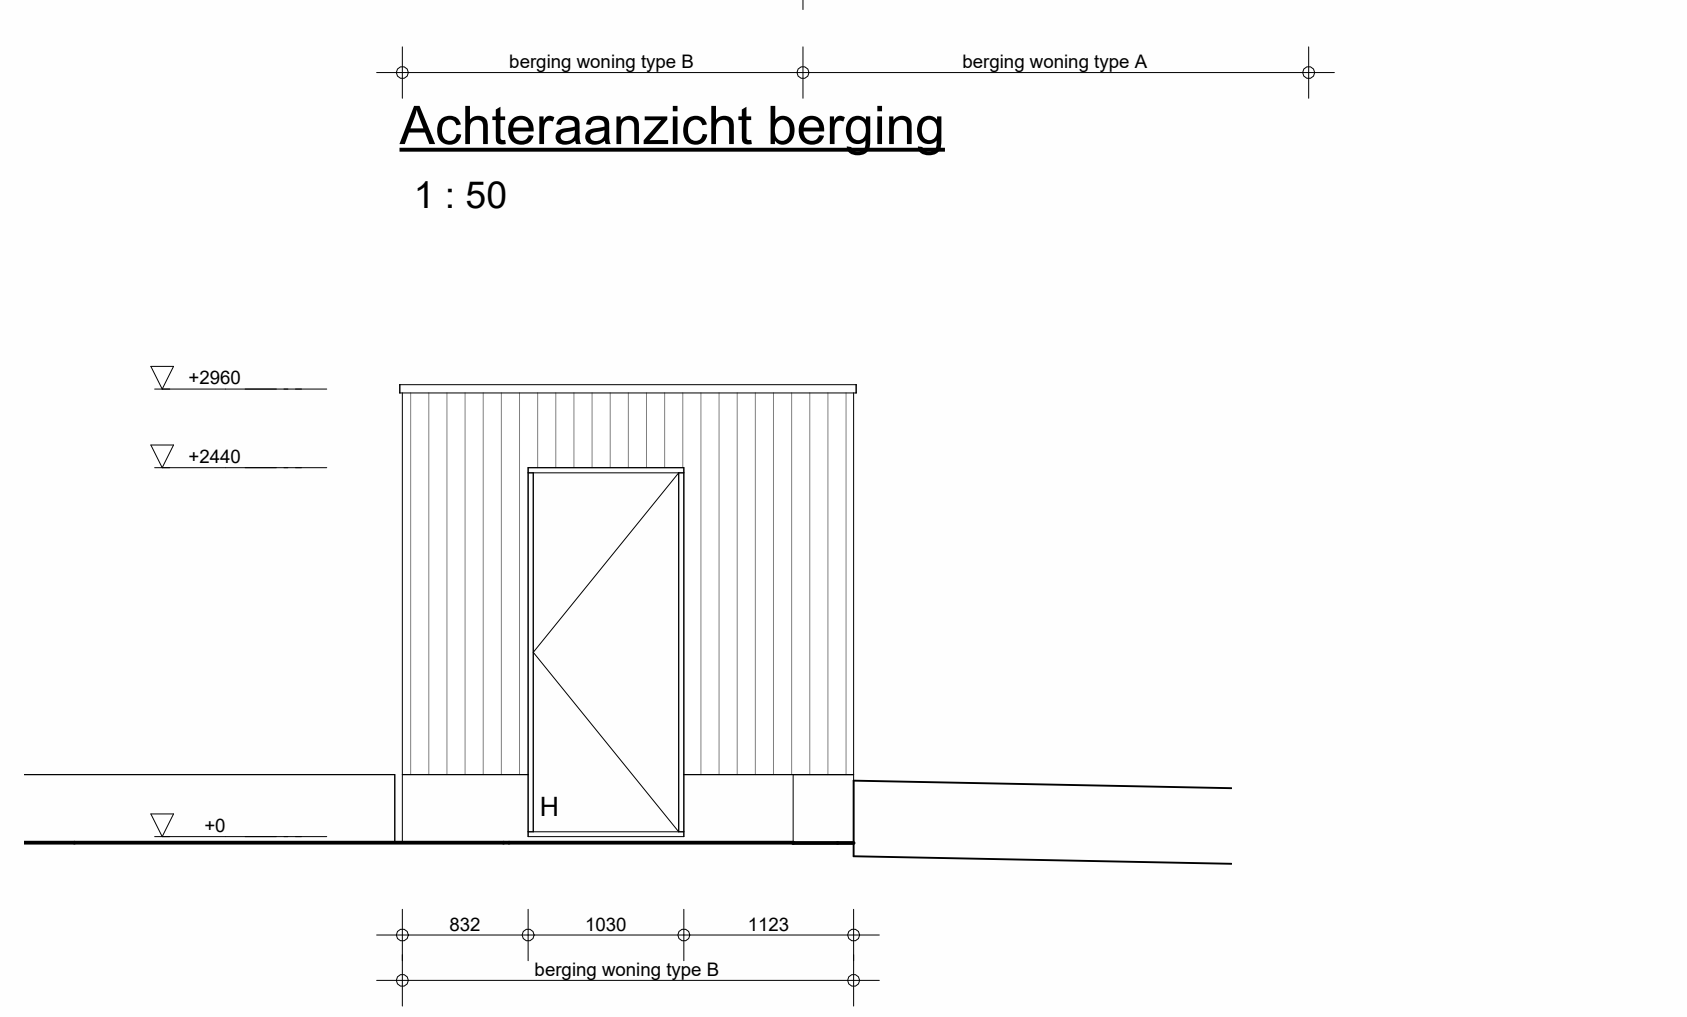 berging woning type B
berging woning type A
Achteraanzicht berging
1 : 50
+2960
+2440
+0
H
832
1030
1123
berging woning type B